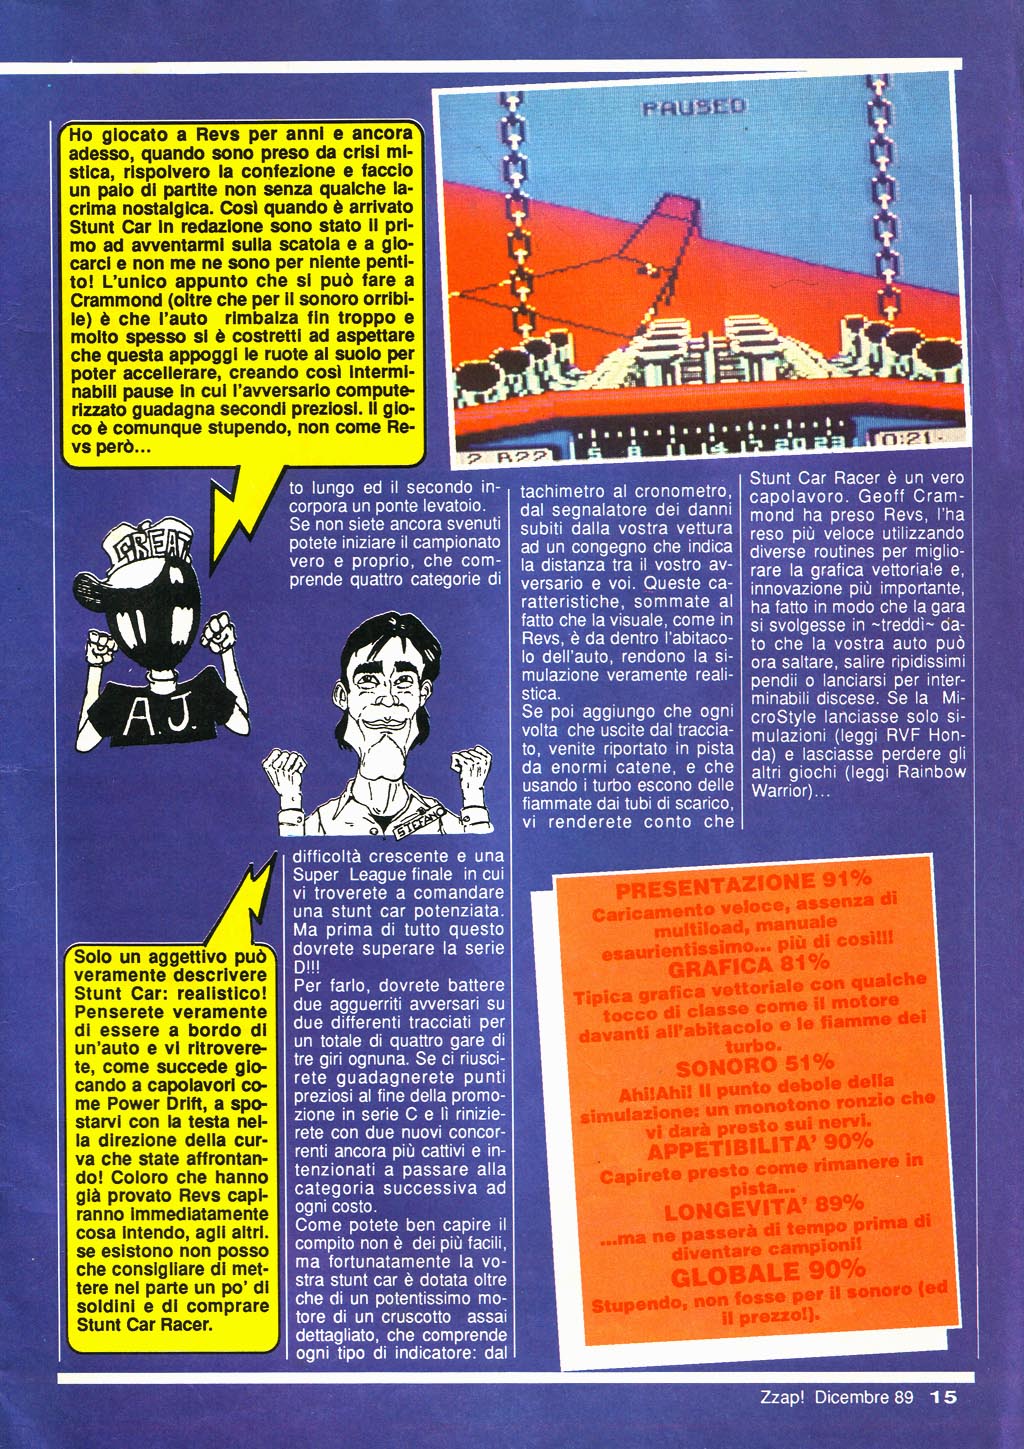 Ho giocato a Revs per anni e ancora
adesso, quando sono preso da crisi mi-
stica, rispolvero la confezione e faccio
un paio di partite non senza qualche la-
crima nostalgica. Così quando è arrivato
Stunt Car in redazione sono stato il pri-
mo ad avventarmi sulla scatola e a gio-
carci e non me ne sono per niente penti-
to! L'unico appunto che si può fare a
Crammond (oltre che per il sonoro orribi-
le) è che l'auto rimbalza fin troppo e
molto spesso si è costretti ad aspettare
che questa appoggi le ruote al suolo per
poter accellerare, creando così intermi-
nabili pause in cui l'avversario compute-
rizzato guadagna secondi preziosi. Il gio-
co è comunque stupendo, non come Re-
vs però...
PAUSED
5 8 11 14 17 20 23
0:21
GREAT
A.J.
STEFANO
to lungo ed il secondo in-
corpora un ponte levatoio.
Se non siete ancora svenuti
potete iniziare il campionato
vero e proprio, che com-
prende quattro categorie di
difficoltà crescente e una
Super League finale in cui
vi troverete a comandare
una stunt car potenziata.
Ma prima di tutto questo
dovrete superare la serie
D!!!
Per farlo, dovrete battere
due agguerriti avversari su
due differenti tracciati per
un totale di quattro gare di
tre giri ognuna. Se ci riusci-
rete guadagnerete punti
preziosi al fine della promo-
zione in serie C e lì rinizie-
rete con due nuovi concor-
renti ancora più cattivi e in-
tenzionati a passare alla
categoria successiva ad
ogni costo.
Come potete ben capire il
compito non è dei più facili,
ma fortunatamente la vo-
stra stunt car è dotata oltre
che di un potentissimo mo-
tore di un cruscotto assai
dettagliato, che comprende
ogni tipo di indicatore: dal
tachimetro al cronometro,
dal segnalatore dei danni
subiti dalla vostra vettura
ad un congegno che indica
la distanza tra il vostro av-
versario e voi. Queste ca-
ratteristiche, sommate al
fatto che la visuale, come in
Revs, è da dentro l'abitaco-
lo dell'auto, rendono la si-
mulazione veramente reali-
stica.
Se poi aggiungo che ogni
volta che uscite dal traccia-
to, venite riportato in pista
da enormi catene, e che
usando i turbo escono delle
fiammate dai tubi di scarico,
vi renderete conto che
Stunt Car Racer è un vero
capolavoro. Geoff Cram-
mond ha preso Revs, l'ha
reso più veloce utilizzando
diverse routines per miglio-
rare la grafica vettoriale e,
innovazione più importante,
ha fatto in modo che la gara
si svolgesse in ~treddì~ da-
to che la vostra auto può
ora saltare, salire ripidissimi
pendii o lanciarsi per inter-
minabili discese. Se la Mi-
croStyle lanciasse solo si-
mulazioni (leggi RVF Hon-
da) e lasciasse perdere gli
altri giochi (leggi Rainbow
Warrior)...
Solo un aggettivo può
veramente descrivere
Stunt Car: realistico!
Penserete veramente
di essere a bordo di
un'auto e vi ritrovere-
te, come succede gio-
cando a capolavori co-
me Power Drift, a spo-
starvi con la testa nel-
la direzione della cur-
va che state affrontan-
do! Coloro che hanno
già provato Revs capi-
ranno immediatamente
cosa intendo, agli altri.
se esistono non posso
che consigliare di met-
tere nel parte un po' di
soldini e di comprare
Stunt Car Racer.
PRESENTAZIONE 91%
Caricamento veloce, assenza di
multiload, manuale
esaurientissimo... più di così!!!
GRAFICA 81%
Tipica grafica vettoriale con qualche
tocco di classe come il motore
davanti all'abitacolo e le fiamme dei
turbo.
SONORO 51%
Ahi!Ahi! Il punto debole della
simulazione: un monotono ronzio che
vi darà presto sui nervi.
APPETIBILITA' 90%
Capirete presto come rimanere in
pista...
LONGEVITA' 89%
...ma ne passerà di tempo prima di
diventare campioni!
GLOBALE 90%
Stupendo, non fosse per il sonoro (ed
il prezzo!).
Zzap! Dicembre 89 15